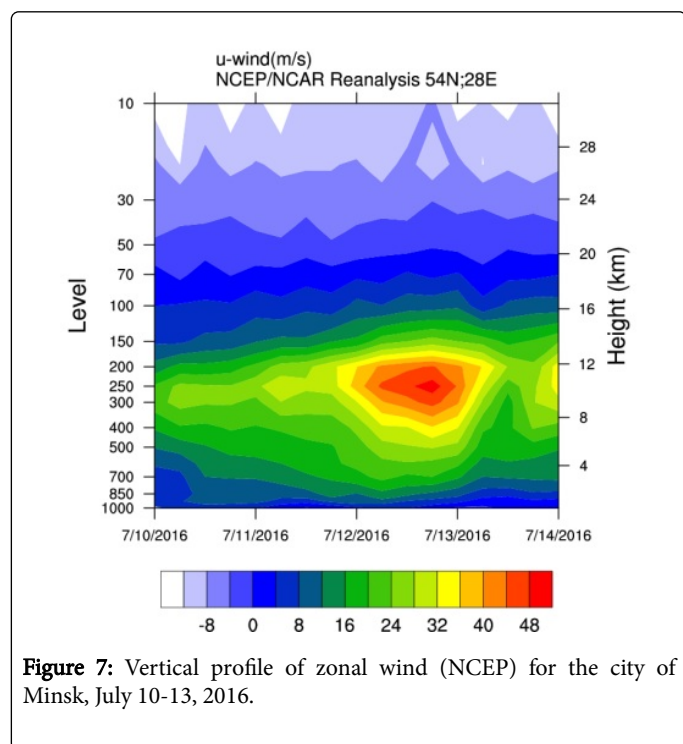 u-wind(m/s)
NCEP/NCAR Reanalysis 54N;28E
Level
10
30
50
70
100
150
200
250
300
400
500
700
850
1000
28
24
20
16
12
8
4
Height (km)
7/10/2016 7/11/2016 7/12/2016 7/13/2016 7/14/2016
-8 0 8 16 24 32 40 48
Figure 7: Vertical profile of zonal wind (NCEP) for the city of
Minsk, July 10-13, 2016.